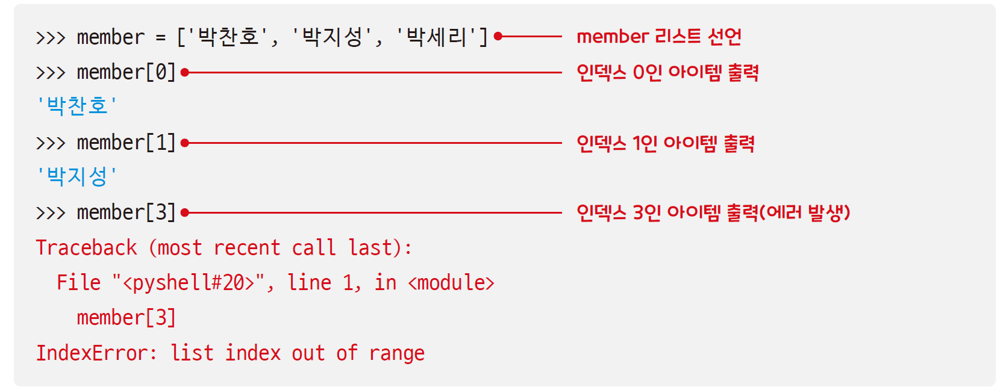 >>> member = ['박찬호', '박지성', '박세리'] member 리스트 선언
>>> member[0] 인덱스 0인 아이템 출력
'박찬호'
>>> member[1] 인덱스 1인 아이템 출력
'박지성'
>>> member[3] 인덱스 3인 아이템 출력(에러 발생)
Traceback (most recent call last):
  File "<pyshell#20>", line 1, in <module>
    member[3]
IndexError: list index out of range